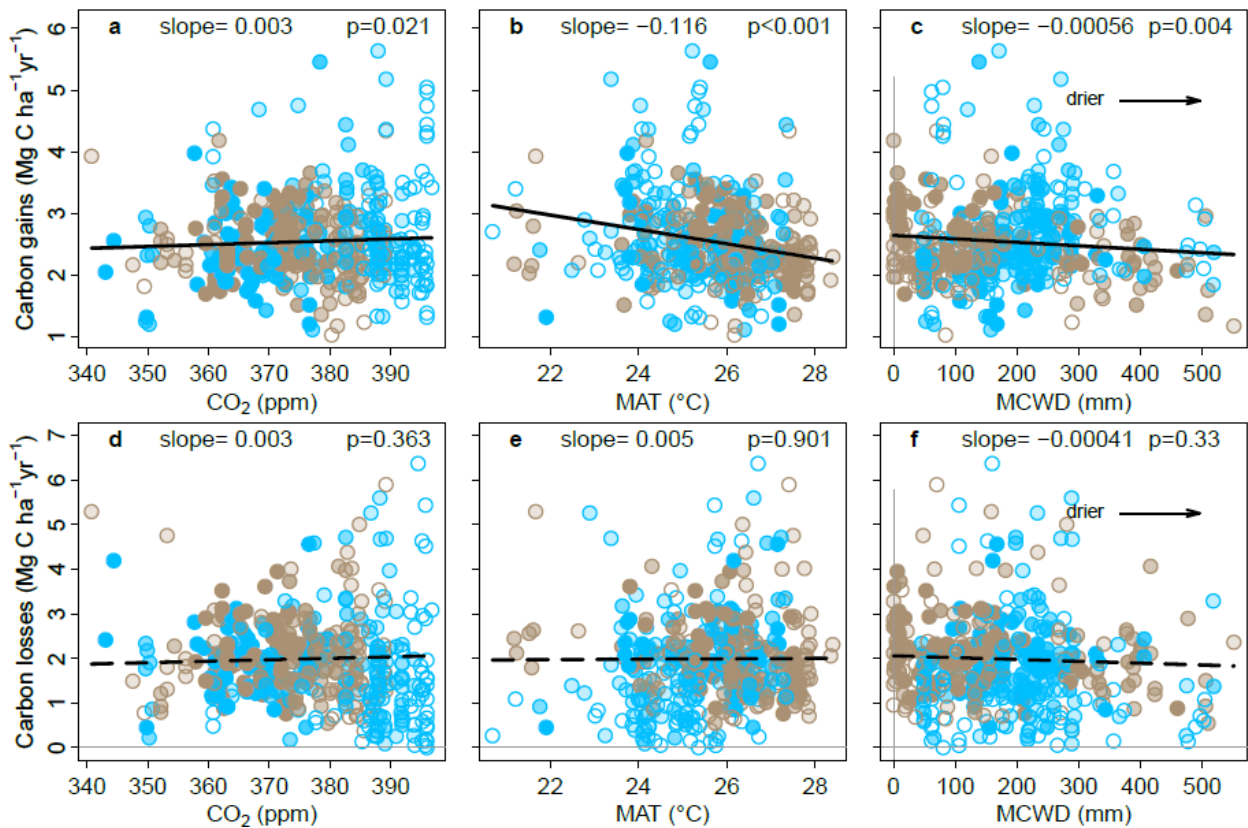 a slope= 0.003 p=0.021
b slope= −0.116 p<0.001
c slope= −0.00056 p=0.004
drier
Carbon gains (Mg C ha⁻¹yr⁻¹)
6
5
4
3
2
1
340 350 360 370 380 390
CO₂ (ppm)
22 24 26 28
MAT (°C)
0 100 200 300 400 500
MCWD (mm)
d slope= 0.003 p=0.363
e slope= 0.005 p=0.901
f slope= −0.00041 p=0.33
drier
Carbon losses (Mg C ha⁻¹yr⁻¹)
7
6
5
4
3
2
1
0
340 350 360 370 380 390
CO₂ (ppm)
22 24 26 28
MAT (°C)
0 100 200 300 400 500
MCWD (mm)